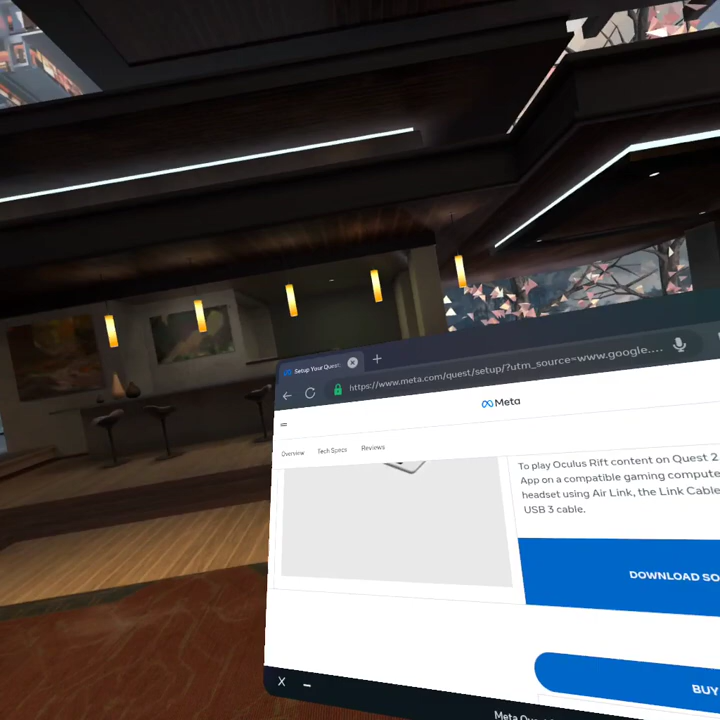 Setup Your Quest
https://www.meta.com/quest/setup/?utm_source=www.google....
Meta
Overview
Tech Specs
Reviews
To play Oculus Rift content on Quest 2
App on a compatible gaming compute
headset using Air Link, the Link Cable
USB 3 cable.
DOWNLOAD SO
BUY
X
Meta Qu